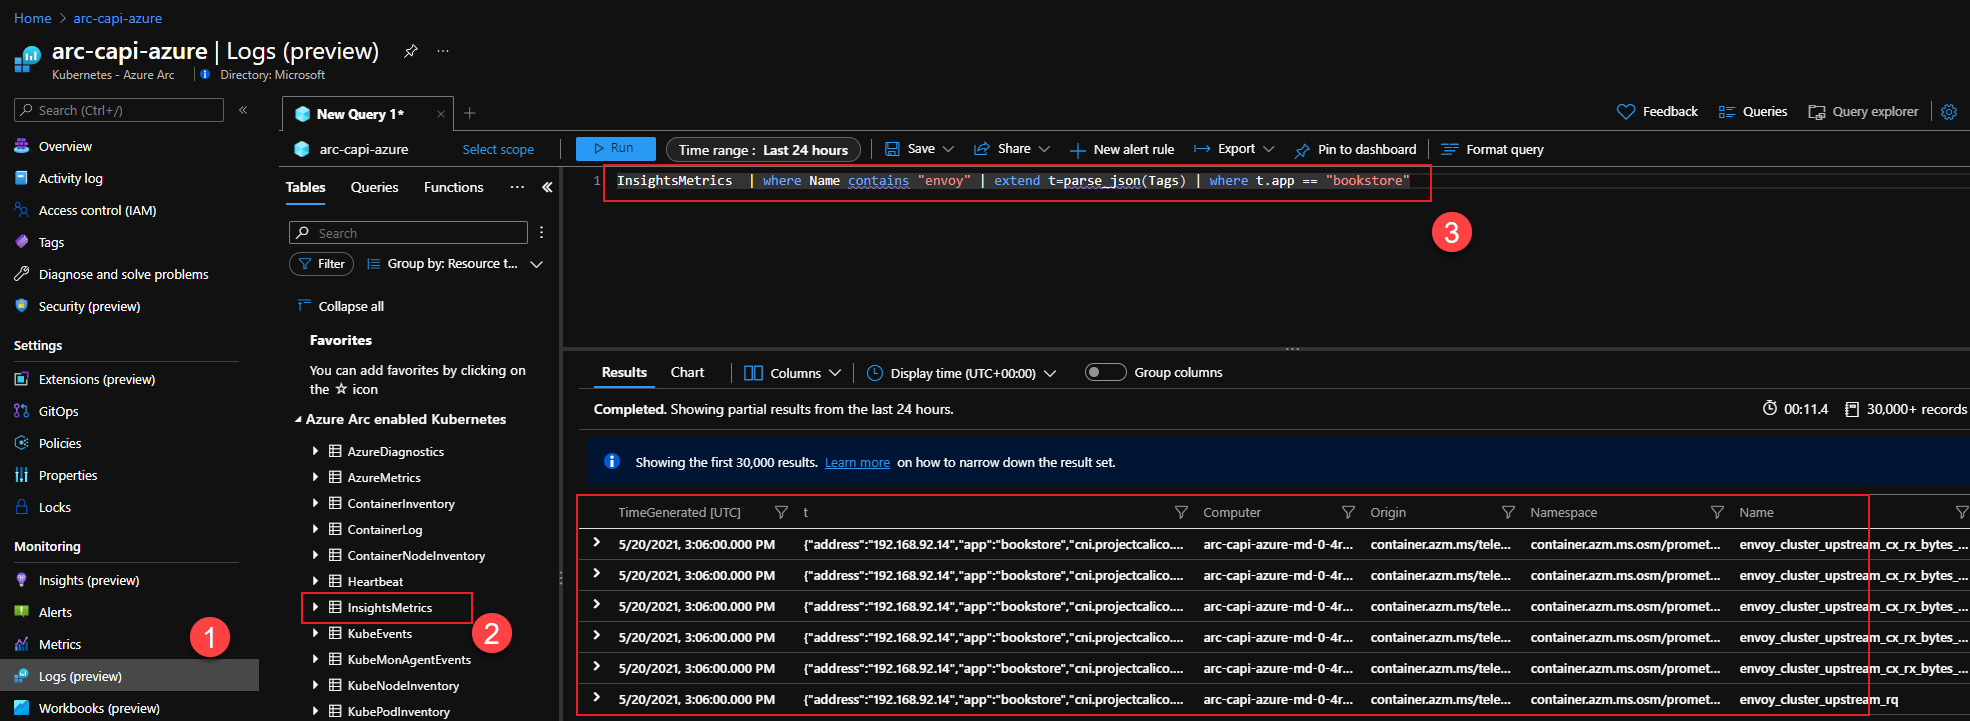 Home > arc-capi-azure
arc-capi-azure | Logs (preview) ...
Kubernetes - Azure Arc | Directory: Microsoft
Search (Ctrl+/) «
Overview
Activity log
Access control (IAM)
Tags
Diagnose and solve problems
Security (preview)
Settings
Extensions (preview)
GitOps
Policies
Properties
Locks
Monitoring
Insights (preview)
Alerts
Metrics
1
Logs (preview)
Workbooks (preview)
New Query 1* × +
Feedback Queries Query explorer
arc-capi-azure Select scope
Run Time range : Last 24 hours Save Share New alert rule Export Pin to dashboard Format query
Tables Queries Functions ... «
Search
Filter Group by: Resource t...
Collapse all
Favorites
You can add favorites by clicking on
the ☆ icon
Azure Arc enabled Kubernetes
AzureDiagnostics
AzureMetrics
ContainerInventory
ContainerLog
ContainerNodeInventory
Heartbeat
InsightsMetrics
2
KubeEvents
KubeMonAgentEvents
KubeNodeInventory
KubePodInventory
1 InsightsMetrics | where Name contains "envoy" | extend t=parse_json(Tags) | where t.app == "bookstore"
3
Results Chart Columns Display time (UTC+00:00) Group columns
Completed. Showing partial results from the last 24 hours. 00:11.4 30,000+ records
Showing the first 30,000 results. Learn more on how to narrow down the result set.
TimeGenerated [UTC] t Computer Origin Namespace Name
5/20/2021, 3:06:00.000 PM {"address":"192.168.92.14","app":"bookstore","cni.projectcalico.... arc-capi-azure-md-0-4r... container.azm.ms/tele... container.azm.ms.osm/promet... envoy_cluster_upstream_cx_rx_bytes_...
5/20/2021, 3:06:00.000 PM {"address":"192.168.92.14","app":"bookstore","cni.projectcalico.... arc-capi-azure-md-0-4r... container.azm.ms/tele... container.azm.ms.osm/promet... envoy_cluster_upstream_cx_rx_bytes_...
5/20/2021, 3:06:00.000 PM {"address":"192.168.92.14","app":"bookstore","cni.projectcalico.... arc-capi-azure-md-0-4r... container.azm.ms/tele... container.azm.ms.osm/promet... envoy_cluster_upstream_cx_rx_bytes_...
5/20/2021, 3:06:00.000 PM {"address":"192.168.92.14","app":"bookstore","cni.projectcalico.... arc-capi-azure-md-0-4r... container.azm.ms/tele... container.azm.ms.osm/promet... envoy_cluster_upstream_cx_rx_bytes_...
5/20/2021, 3:06:00.000 PM {"address":"192.168.92.14","app":"bookstore","cni.projectcalico.... arc-capi-azure-md-0-4r... container.azm.ms/tele... container.azm.ms.osm/promet... envoy_cluster_upstream_cx_rx_bytes_...
5/20/2021, 3:06:00.000 PM {"address":"192.168.92.14","app":"bookstore","cni.projectcalico.... arc-capi-azure-md-0-4r... container.azm.ms/tele... container.azm.ms.osm/promet... envoy_cluster_upstream_rq